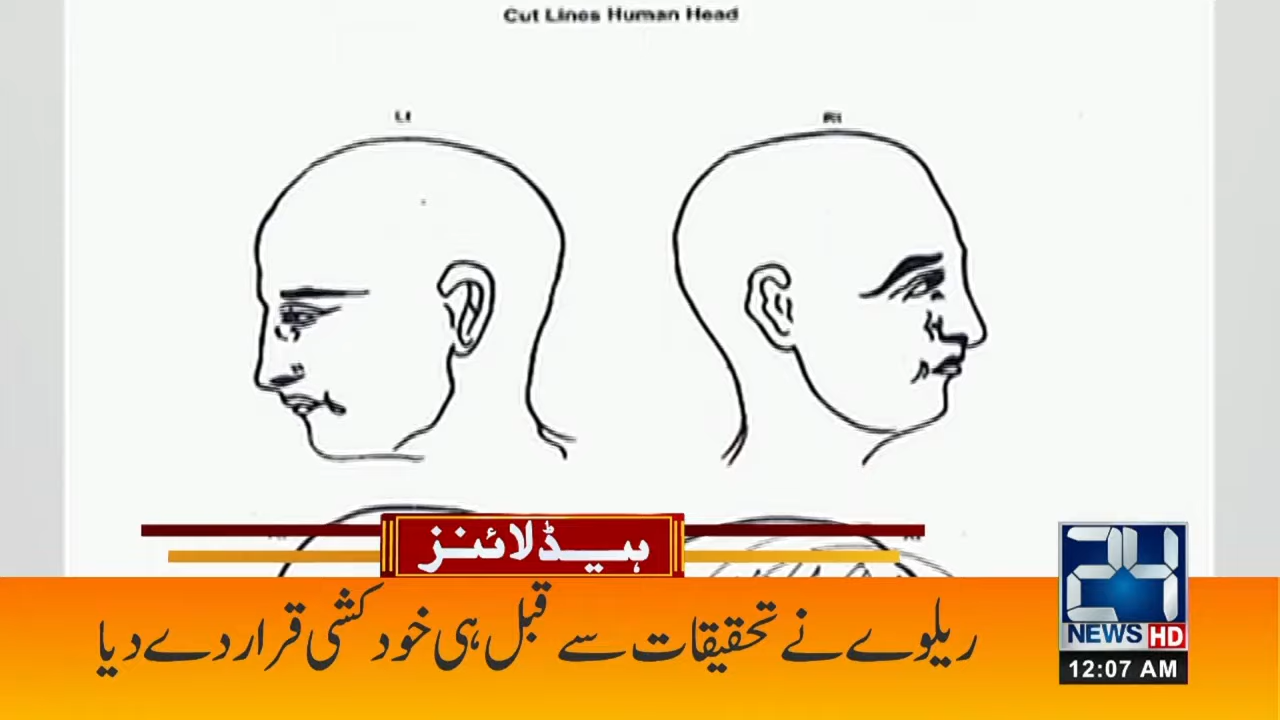 Cut Lines Human Head
Lt
Rt
ہیڈلائنز
ریلوے نے تحقیقات سے قبل ہی خودکشی قرار دے دیا
24
NEWS HD
12:07 AM